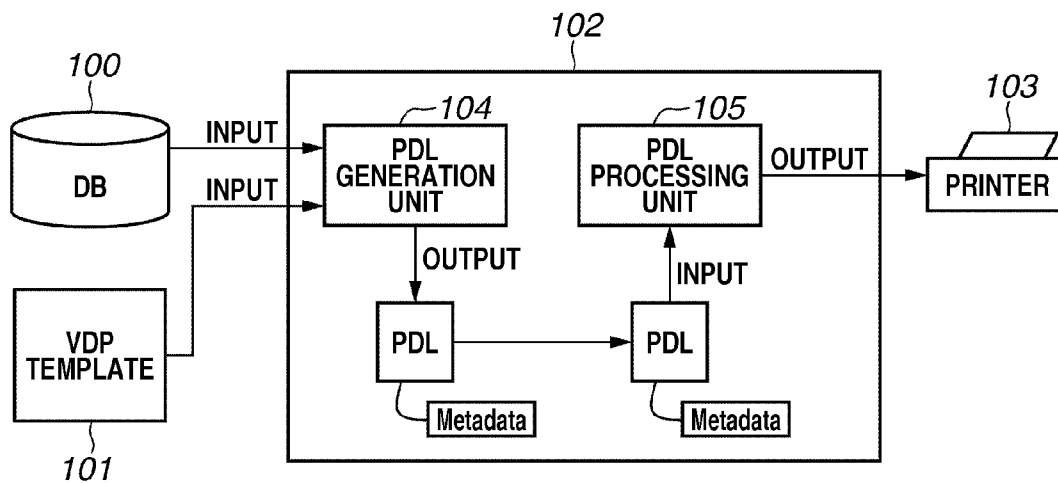 102
100
104
105
103
INPUT
DB
PDL
GENERATION
UNIT
PDL
PROCESSING
UNIT
OUTPUT
PRINTER
INPUT
OUTPUT
INPUT
VDP
TEMPLATE
PDL
PDL
Metadata
Metadata
101